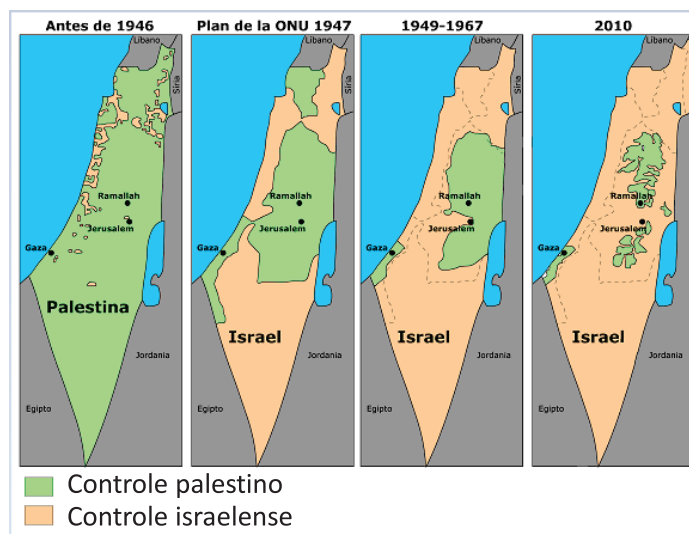 Antes de 1946
Plan de la ONU 1947
1949-1967
2010
Líbano
Siria
Ramallah
Jerusalem
Gaza
Palestina
Jordania
Egipto
Líbano
Siria
Ramallah
Jerusalem
Gaza
Israel
Jordania
Egipto
Líbano
Siria
Ramallah
Jerusalem
Gaza
Israel
Jordania
Egipto
Líbano
Siria
Ramallah
Jerusalem
Gaza
Israel
Jordania
Egipto
Controle palestino
Controle israelense